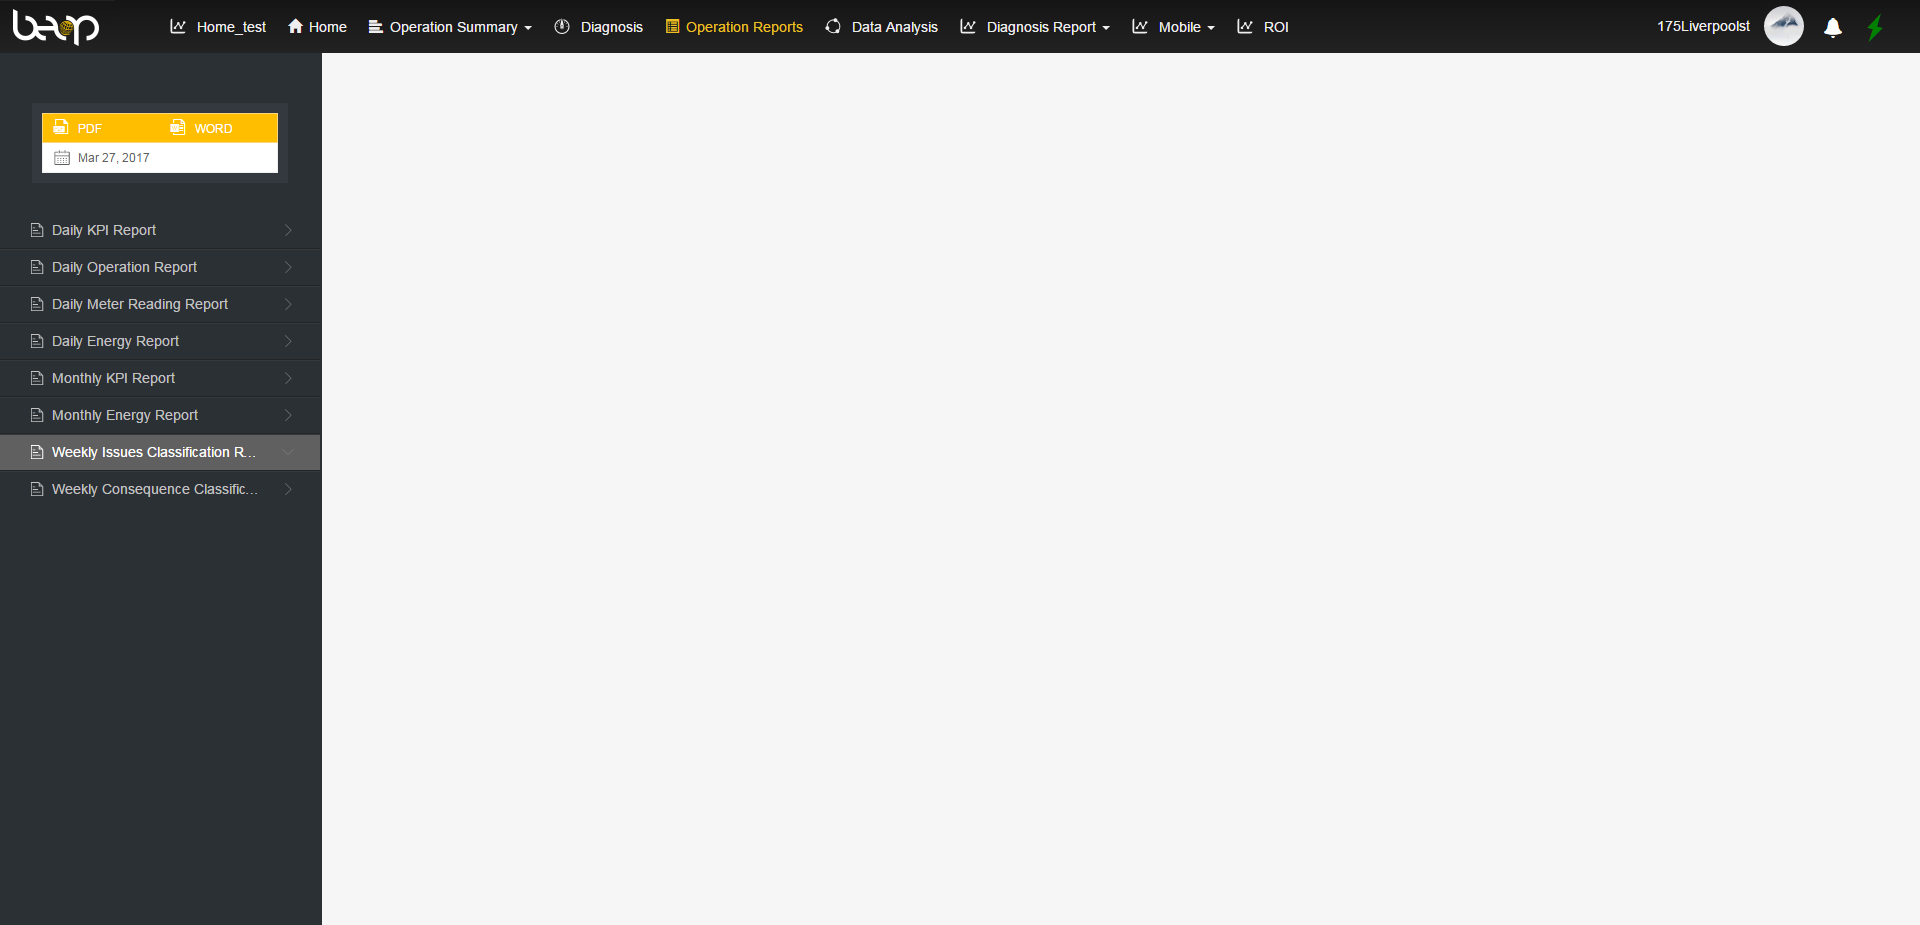 beop
Home_test Home Operation Summary Diagnosis Operation Reports Data Analysis Diagnosis Report Mobile ROI 175Liverpoolst
PDF WORD
Mar 27, 2017
Daily KPI Report
Daily Operation Report
Daily Meter Reading Report
Daily Energy Report
Monthly KPI Report
Monthly Energy Report
Weekly Issues Classification R...
Weekly Consequence Classific...